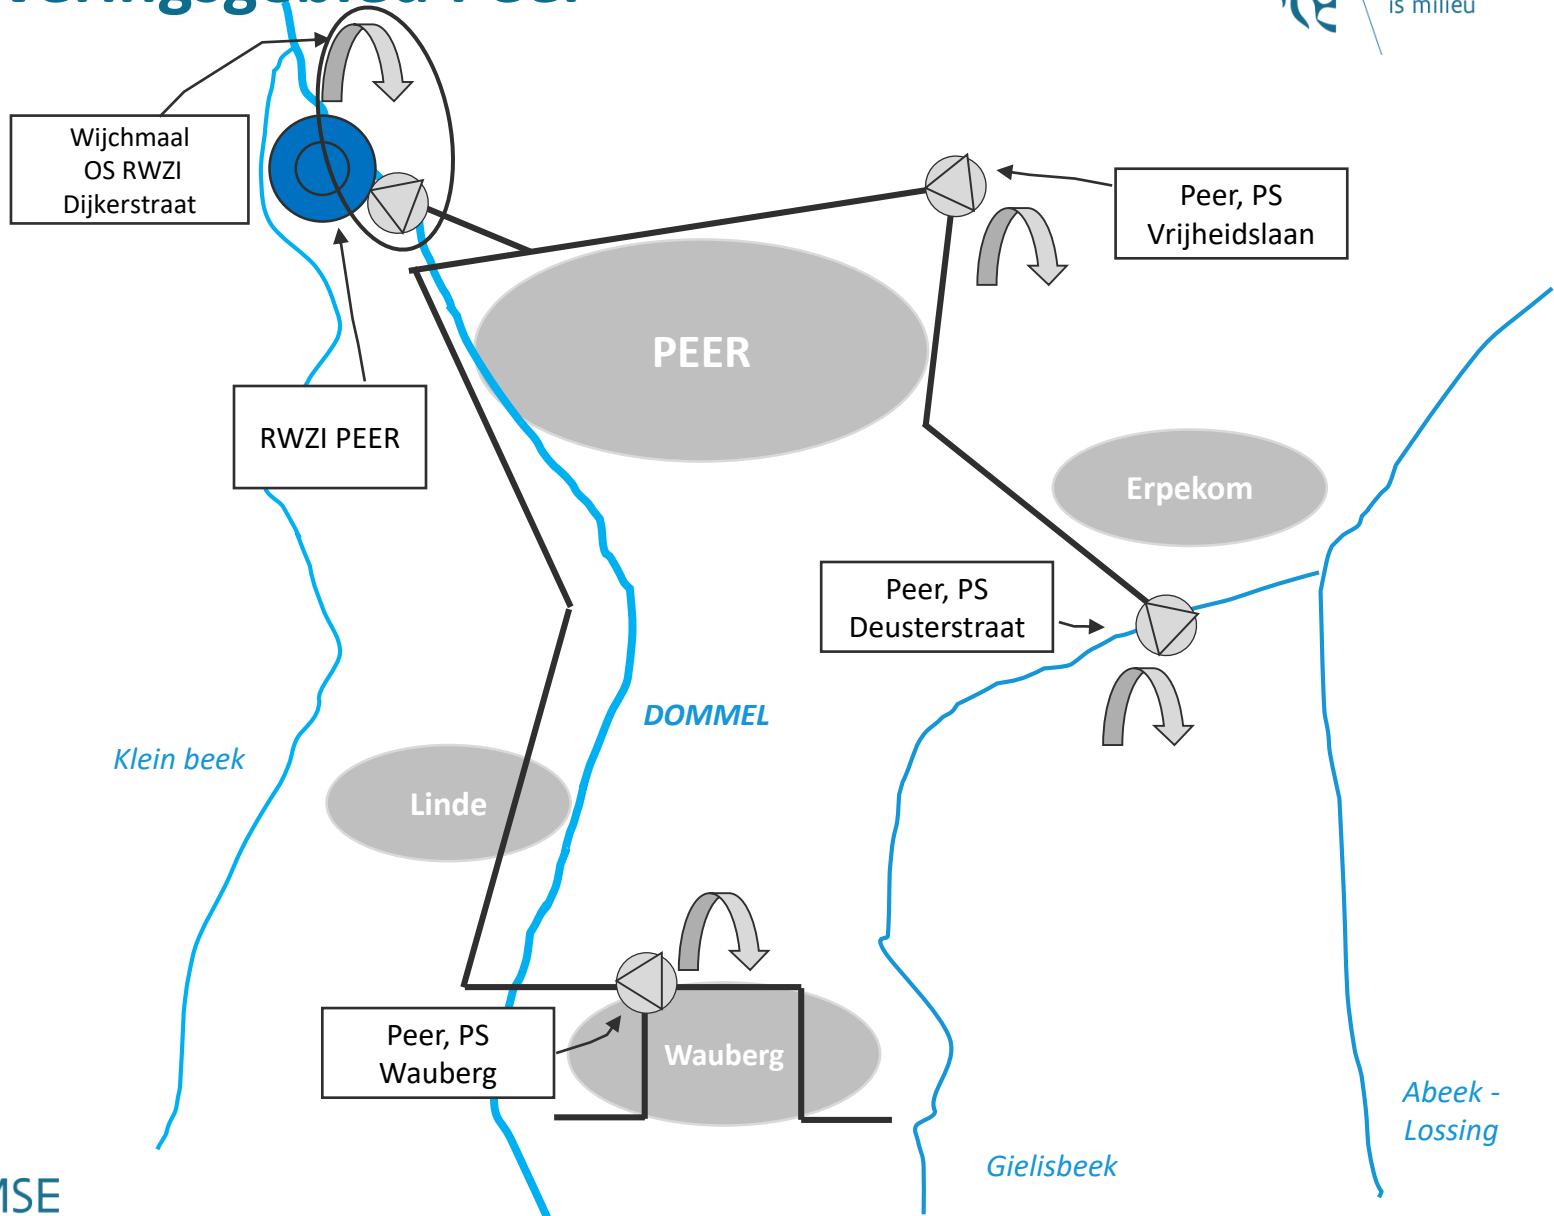 is milieu
Wijchmaal
OS RWZI
Dijkerstraat
Peer, PS
Vrijheidslaan
PEER
RWZI PEER
Erpekom
Peer, PS
Deusterstraat
DOMMEL
Klein beek
Linde
Peer, PS
Wauberg
Wauberg
Abeek -
Lossing
Gielisbeek